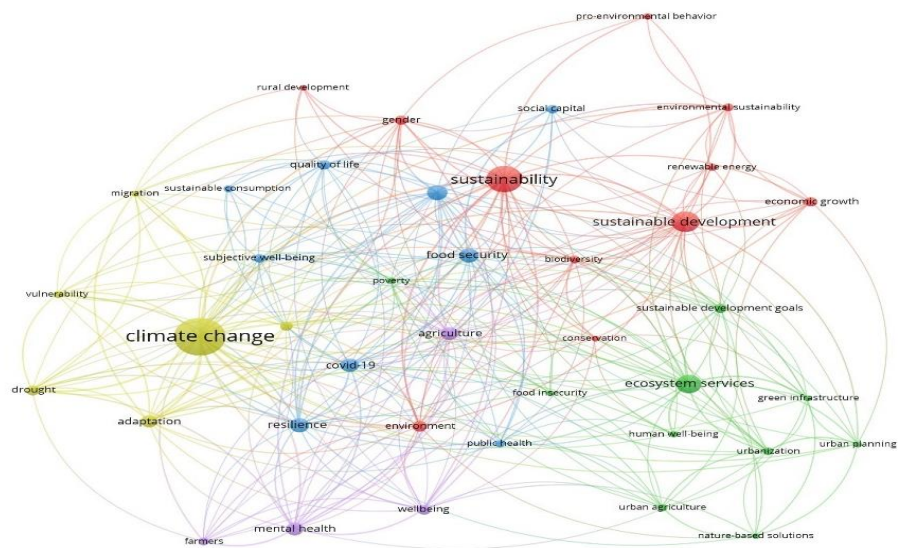 pro-environmental behavior
rural development
social capital
environmental sustainability
gender
quality of life
renewable energy
sustainability
migration
sustainable consumption
economic growth
sustainable development
subjective well-being
food security
biodiversity
poverty
vulnerability
sustainable development goals
climate change
agriculture
conservation
covid-19
ecosystem services
drought
food insecurity
green infrastructure
adaptation
resilience
environment
human well-being
public health
urban planning
urbanization
wellbeing
urban agriculture
mental health
nature-based solutions
farmers